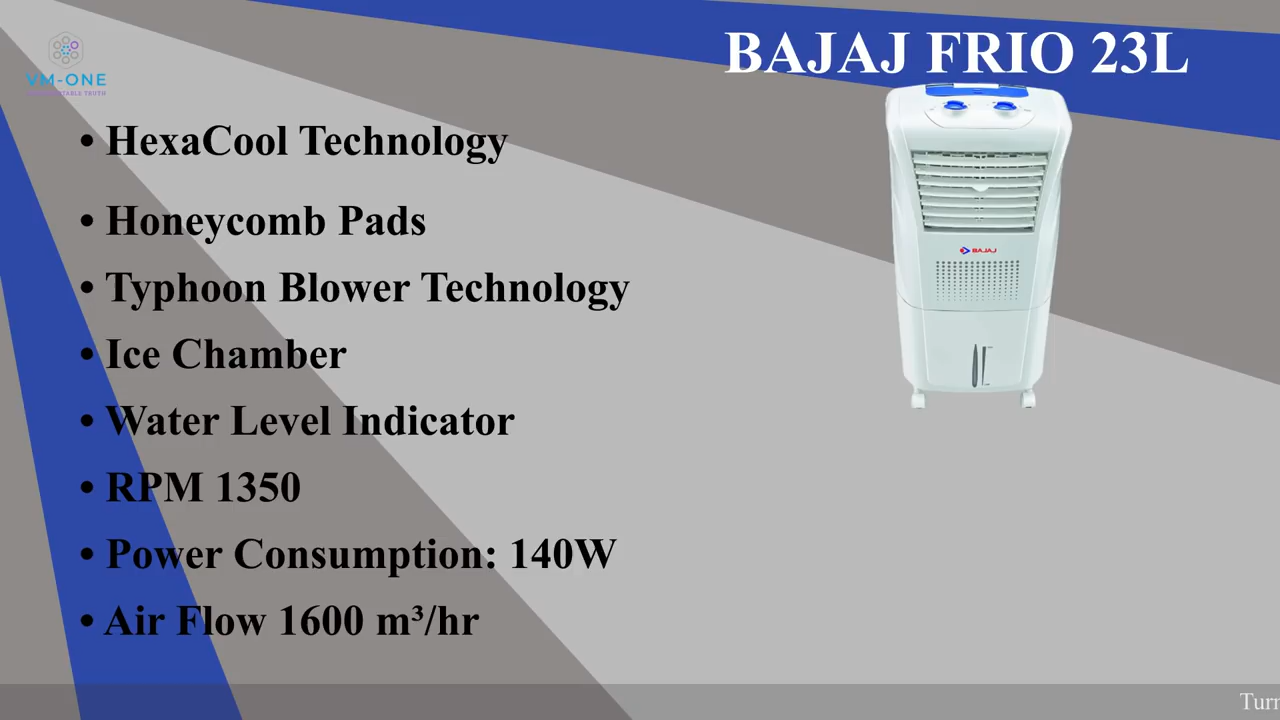 VM-ONE
BAJAJ FRIO 23L
• HexaCool Technology
• Honeycomb Pads
• Typhoon Blower Technology
• Ice Chamber
• Water Level Indicator
• RPM 1350
• Power Consumption: 140W
• Air Flow 1600 m³/hr
BAJAJ